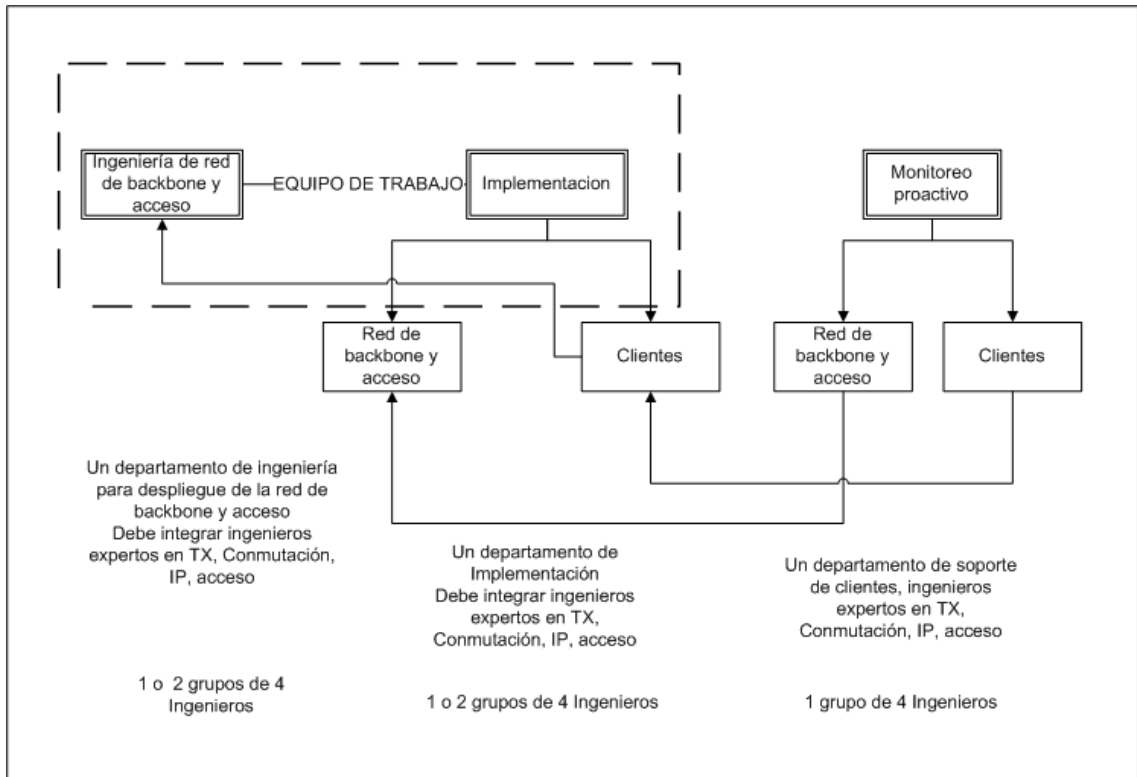 Ingeniería de red
de backbone y
acceso
EQUIPO DE TRABAJO
Implementacion
Monitoreo
proactivo
Red de
backbone y
acceso
Clientes
Red de
backbone y
acceso
Clientes
Un departamento de ingeniería
para despliegue de la red de
backbone y acceso
Debe integrar ingenieros
expertos en TX, Conmutación,
IP, acceso
Un departamento de
Implementación
Debe integrar ingenieros
expertos en TX,
Conmutación, IP, acceso
Un departamento de soporte
de clientes, ingenieros
expertos en TX,
Conmutación, IP, acceso
1 o 2 grupos de 4
Ingenieros
1 o 2 grupos de 4 Ingenieros
1 grupo de 4 Ingenieros